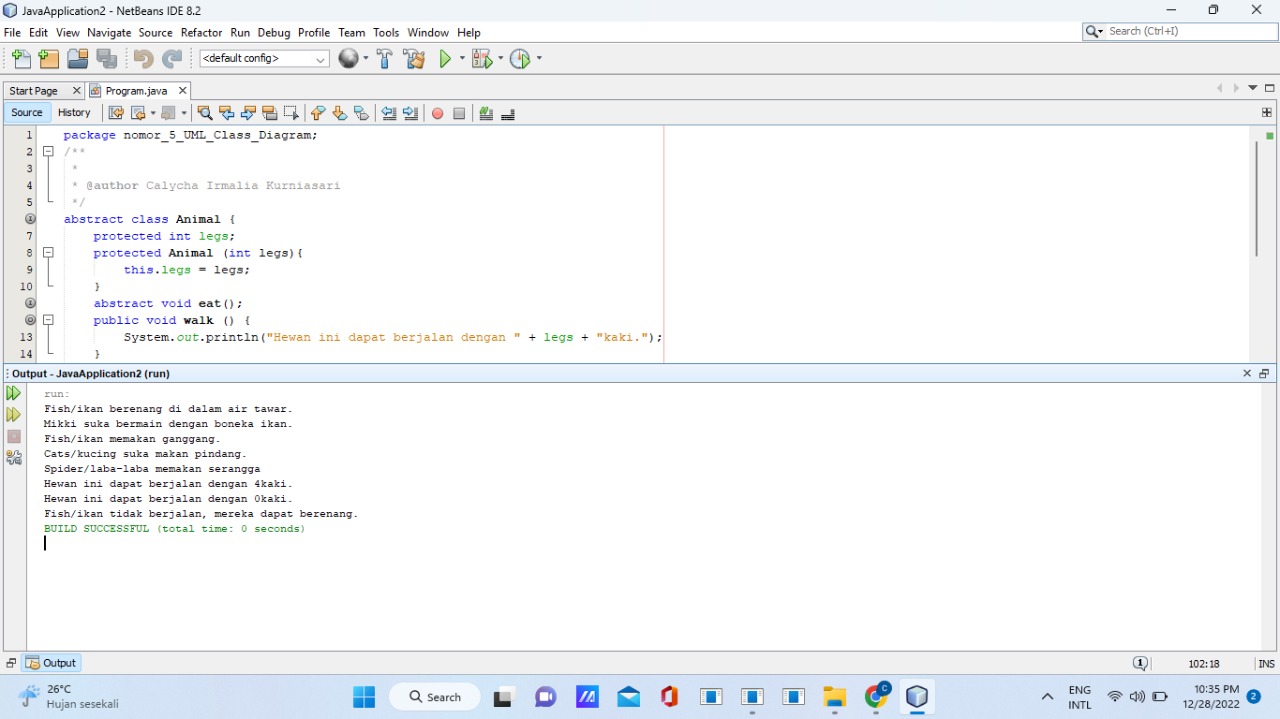 JavaApplication2 - NetBeans IDE 8.2
File Edit View Navigate Source Refactor Run Debug Profile Team Tools Window Help
Search (Ctrl+I)
<default config>
Start Page
Program.java
Source History
1 package nomor_5_UML_Class_Diagram;
2 /**
3 *
4 * @author Calycha Irmalia Kurniasari
5 */
abstract class Animal {
7 protected int legs;
8 protected Animal (int legs){
9 this.legs = legs;
10 }
abstract void eat();
public void walk () {
13 System.out.println("Hewan ini dapat berjalan dengan " + legs + "kaki.");
14 }
Output - JavaApplication2 (run)
run:
Fish/ikan berenang di dalam air tawar.
Mikki suka bermain dengan boneka ikan.
Fish/ikan memakan ganggang.
Cats/kucing suka makan pindang.
Spider/laba-laba memakan serangga
Hewan ini dapat berjalan dengan 4kaki.
Hewan ini dapat berjalan dengan 0kaki.
Fish/ikan tidak berjalan, mereka dapat berenang.
BUILD SUCCESSFUL (total time: 0 seconds)
Output
1
102:18
INS
26°C
Hujan sesekali
Search
C
ENG
INTL
10:35 PM
12/28/2022
2